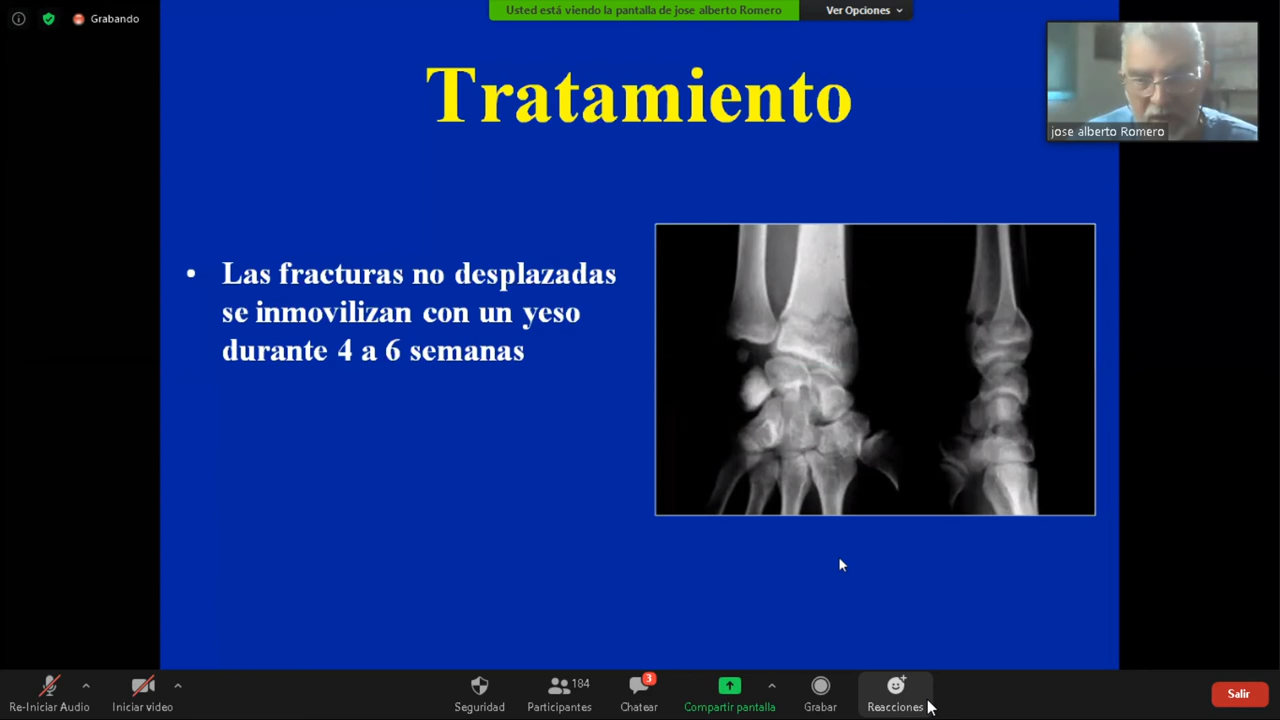 Grabando
Usted está viendo la pantalla de jose alberto Romero
Ver Opciones
Tratamiento
jose alberto Romero
• Las fracturas no desplazadas
se inmovilizan con un yeso
durante 4 a 6 semanas
184
3
Re-Iniciar Audio
Iniciar video
Seguridad
Participantes
Chatear
Compartir pantalla
Grabar
Reacciones
Salir